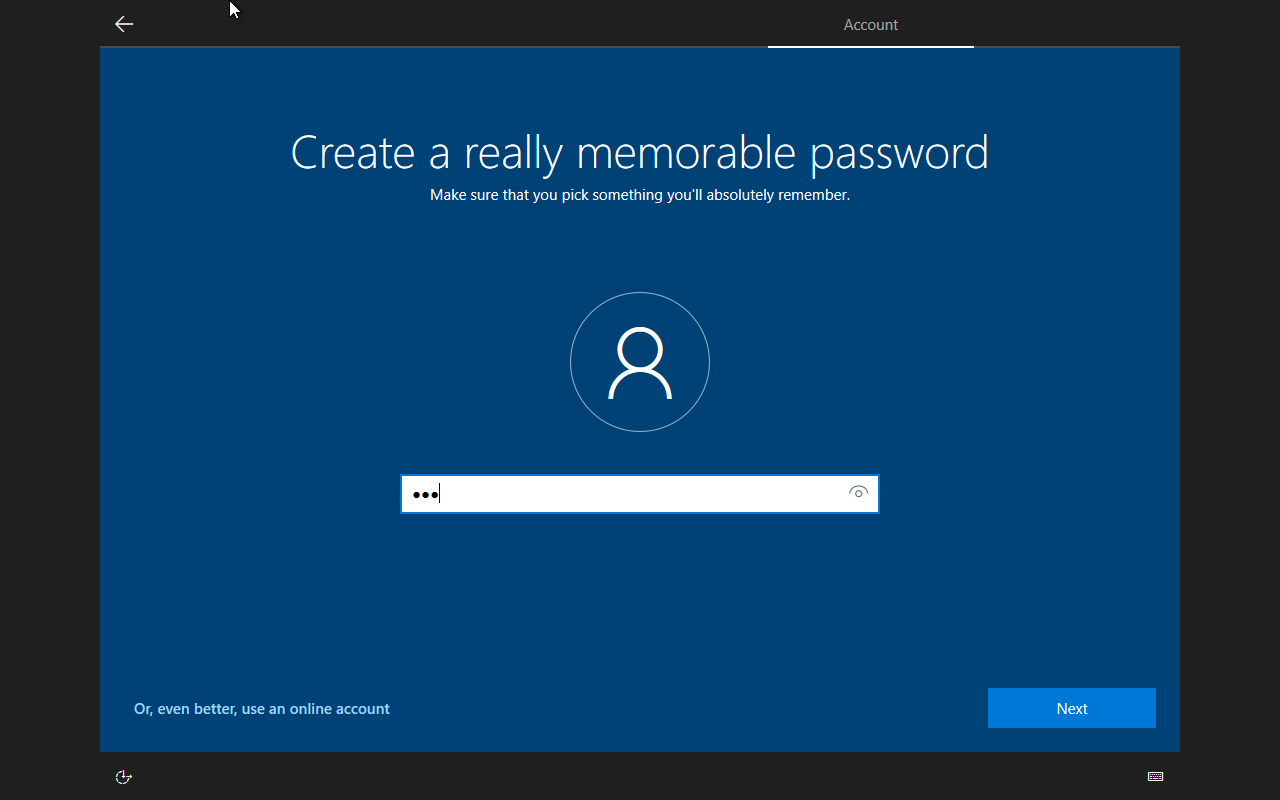 Account
Create a really memorable password
Make sure that you pick something you'll absolutely remember.
•••
Or, even better, use an online account
Next